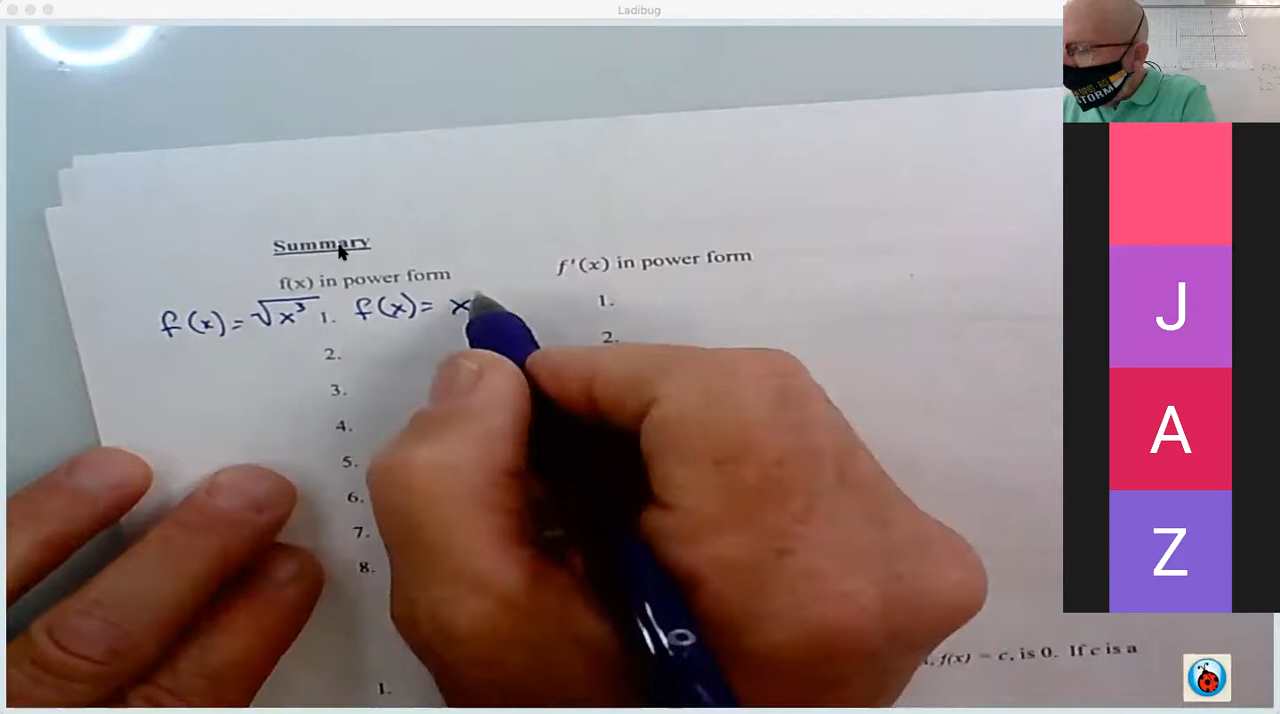 Ladibug
STORM
Summary
f(x) in power form
f'(x) in power form
f(x) = √x³ 1. f(x) = x
1.
2.
2.
3.
4.
5.
6.
7.
8.
f(x) = c, is 0. If c is a
1.
J
A
Z